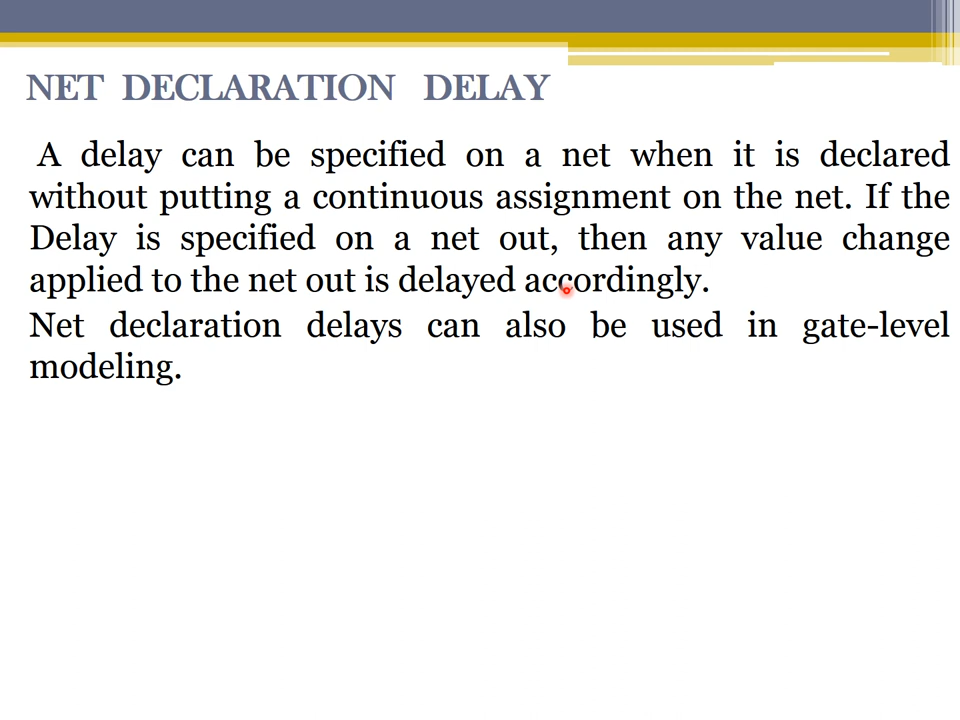 NET DECLARATION DELAY
A delay can be specified on a net when it is declared
without putting a continuous assignment on the net. If the
Delay is specified on a net out, then any value change
applied to the net out is delayed accordingly.
Net declaration delays can also be used in gate-level
modeling.